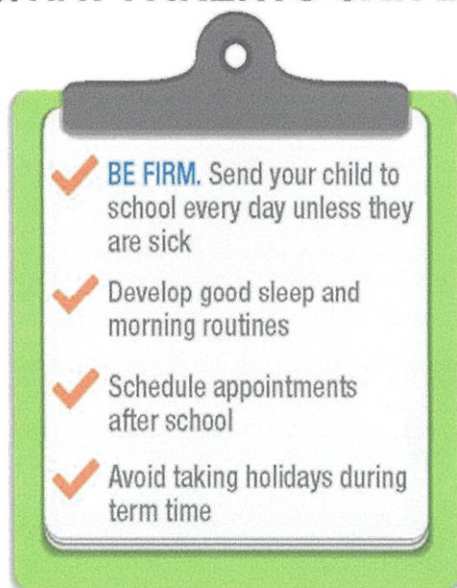 BE FIRM. Send your child to
school every day unless they
are sick
Develop good sleep and
morning routines
Schedule appointments
after school
Avoid taking holidays during
term time